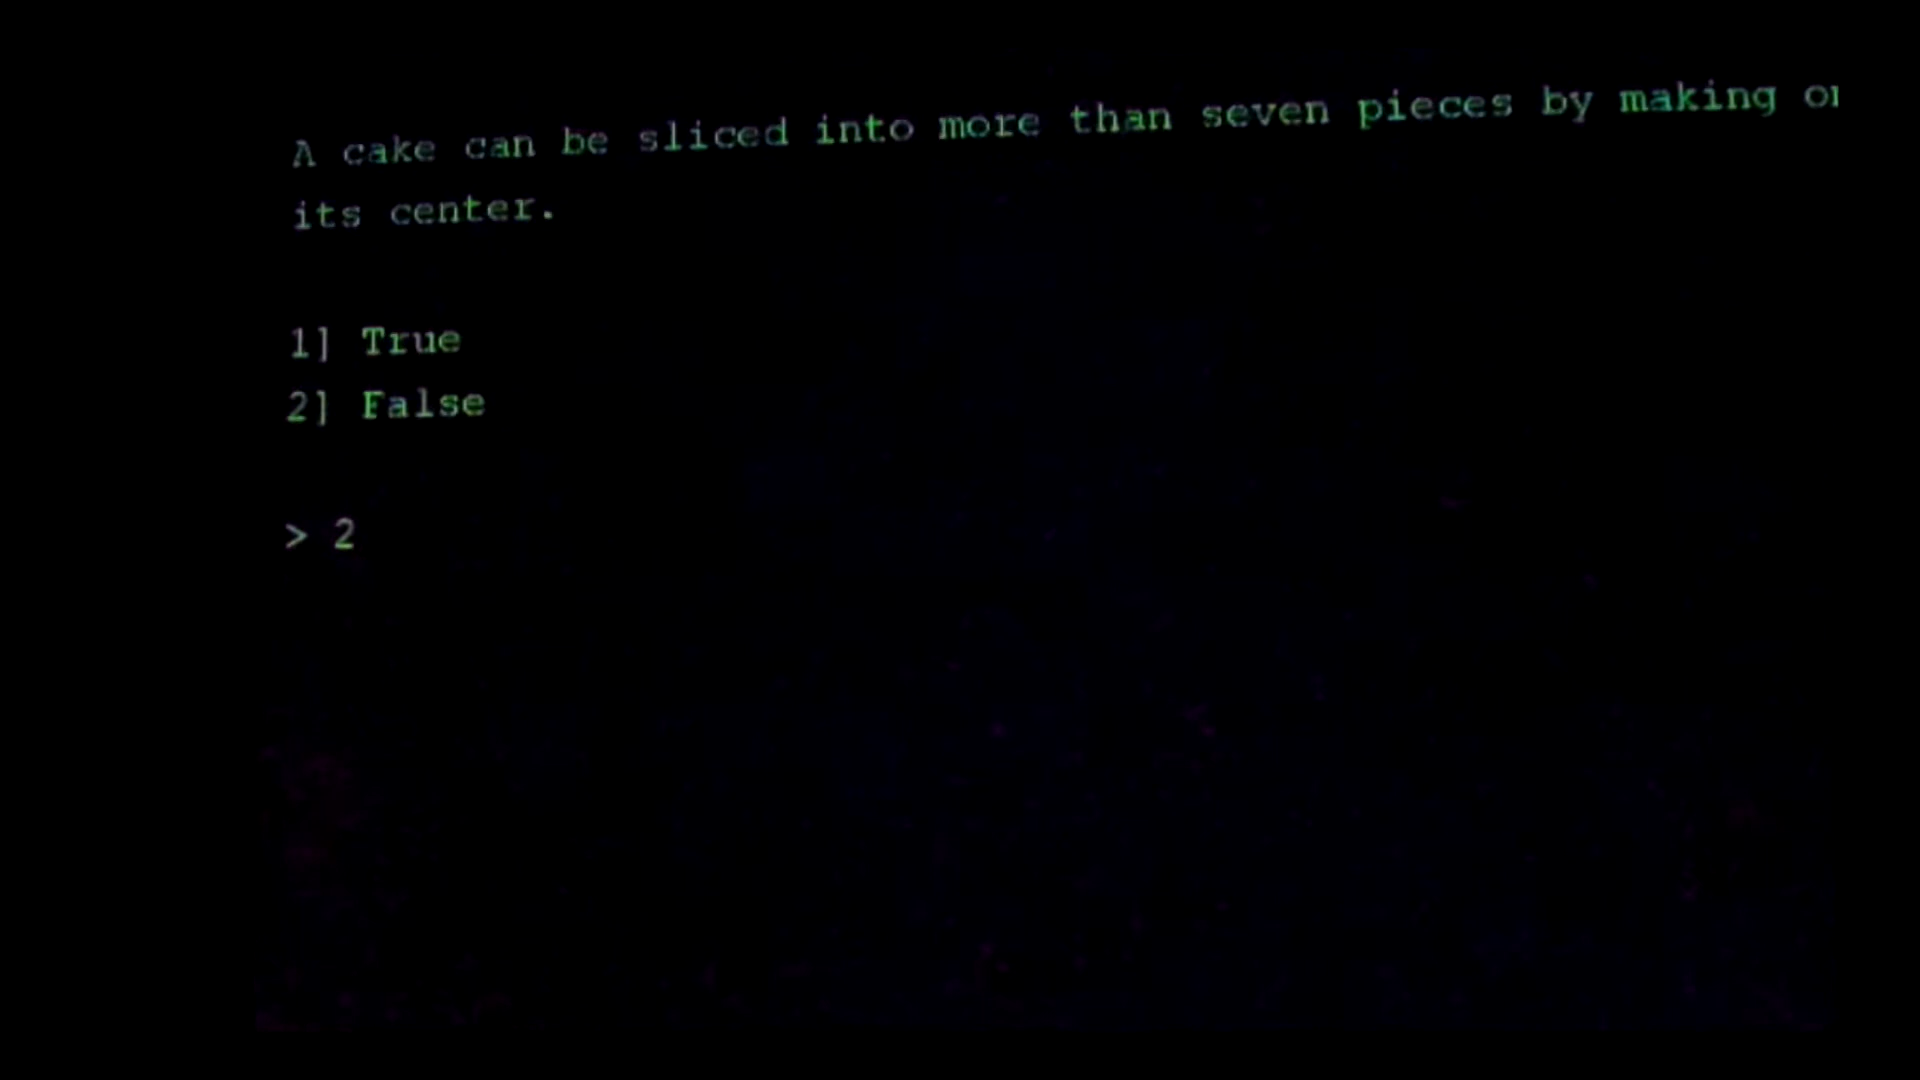 A cake can be sliced into more than seven pieces by making
its center.
1] True
2] False
> 2